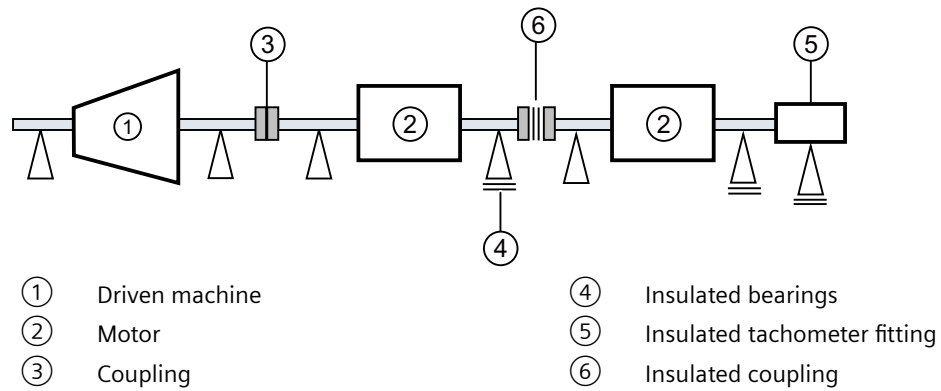 ③ ⑥ ⑤
① ② ②
④
① Driven machine ④ Insulated bearings
② Motor ⑤ Insulated tachometer fitting
③ Coupling ⑥ Insulated coupling